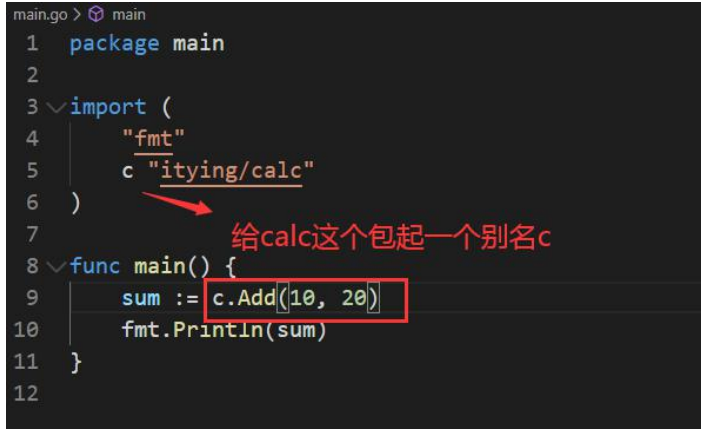 main.go > main
1 package main
2
3 import (
4 "fmt"
5 c "itying/calc"
6 )
7 给calc这个包起一个别名c
8 func main() {
9 sum := c.Add(10, 20)
10 fmt.Println(sum)
11 }
12